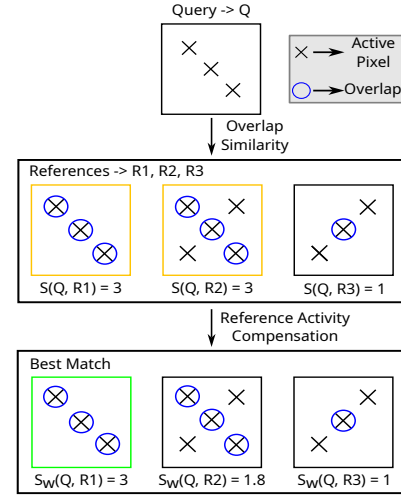 Query -> Q
Active
Pixel
Overlap
Overlap
Similarity
References -> R1, R2, R3
S(Q, R1) = 3
S(Q, R2) = 3
S(Q, R3) = 1
Reference Activity
Compensation
Best Match
Sw(Q, R1) = 3
Sw(Q, R2) = 1.8
Sw(Q, R3) = 1